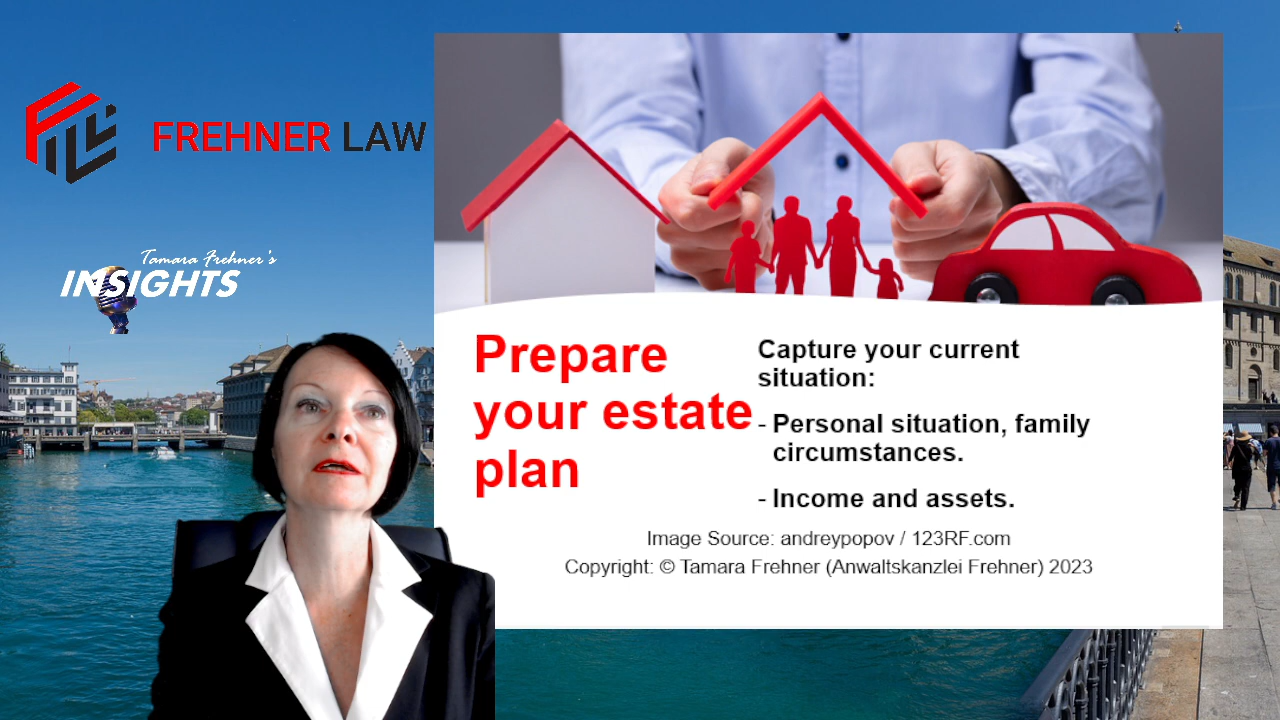 FREHNER LAW
Tamara Frehner's
INSIGHTS
Prepare
your estate
plan
Capture your current
situation:
- Personal situation, family
circumstances.
- Income and assets.
Image Source: andreypopov / 123RF.com
Copyright: © Tamara Frehner (Anwaltskanzlei Frehner) 2023